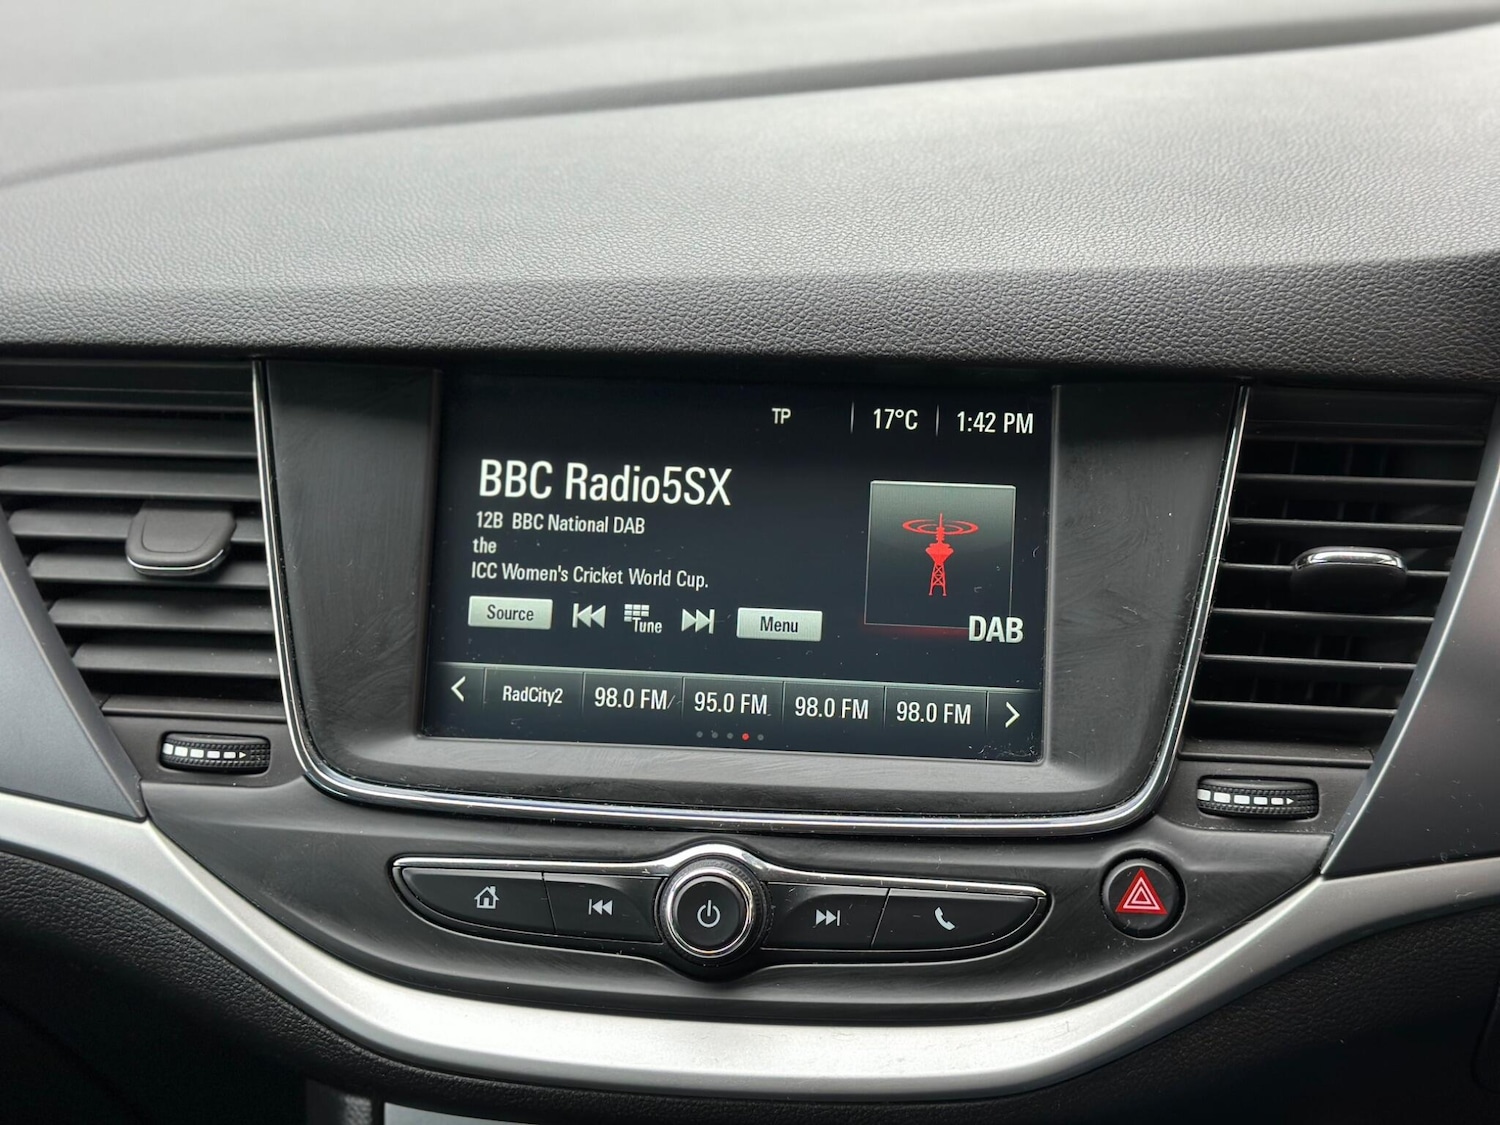 TP 17°C 1:42 PM
BBC Radio5SX
12B BBC National DAB
the
ICC Women's Cricket World Cup.
Source Tune Menu
DAB
RadCity2 98.0 FM 95.0 FM 98.0 FM 98.0 FM